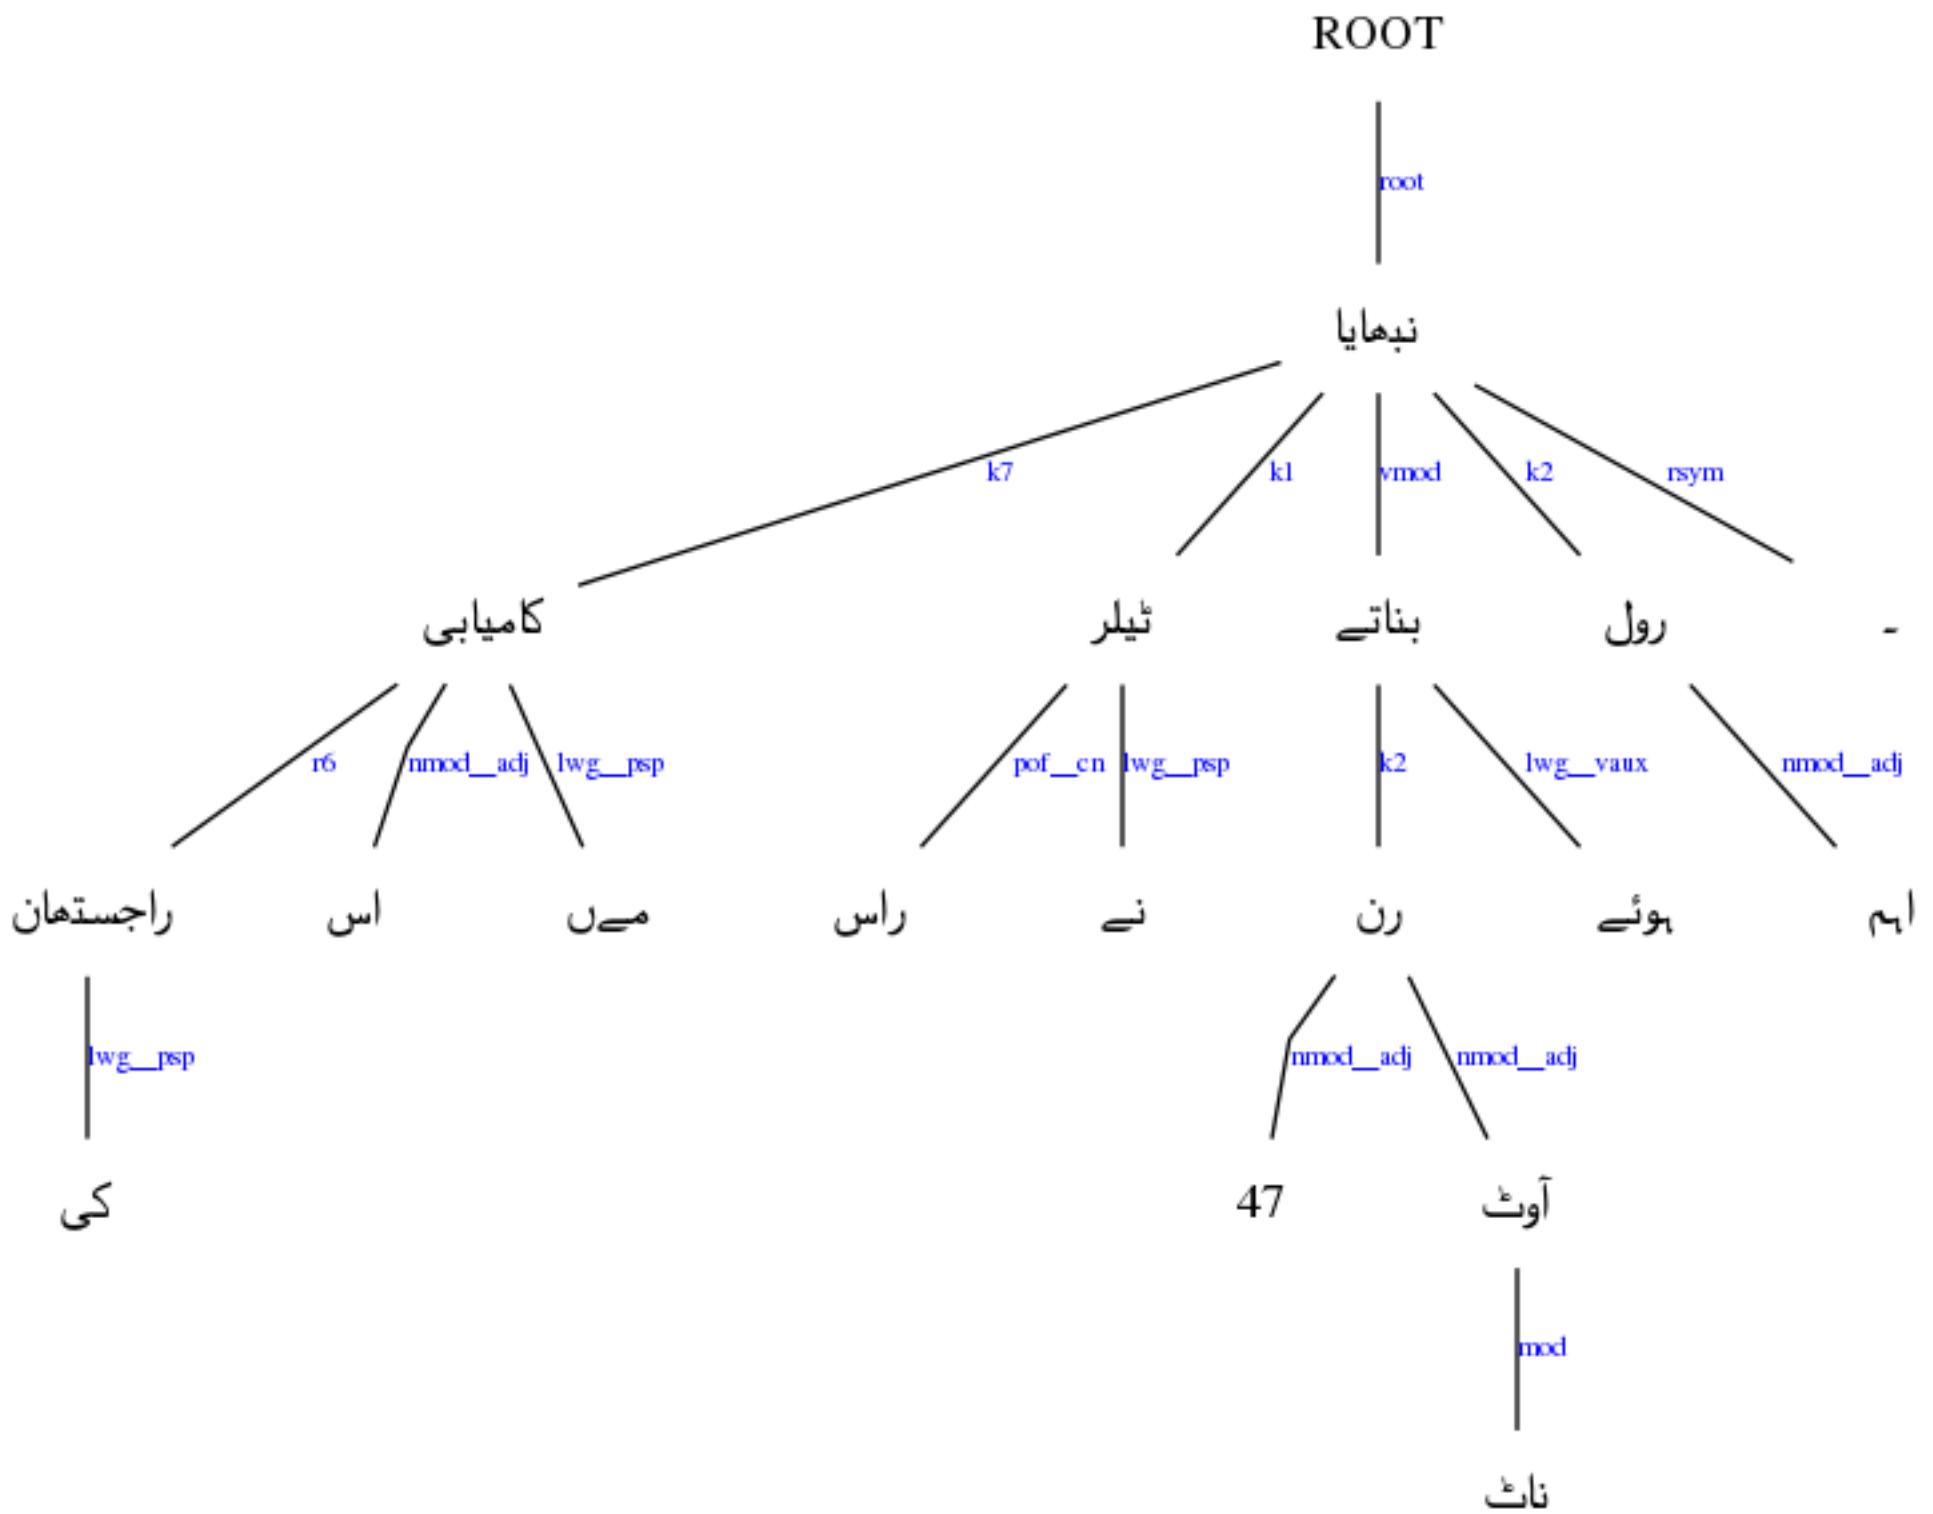 ROOT
root
نبھایا
k7 k1 vmod k2 rsym
کامیابی ٹیلر بناتے رول ۔
r6 nmod__adj lwg__psp pof__cn lwg__psp k2 lwg__vaux nmod__adj
راجستھان اس مےں راس نے رن ہوئے اہم
lwg__psp nmod__adj nmod__adj
کی 47 آوٹ
mod
ناٹ